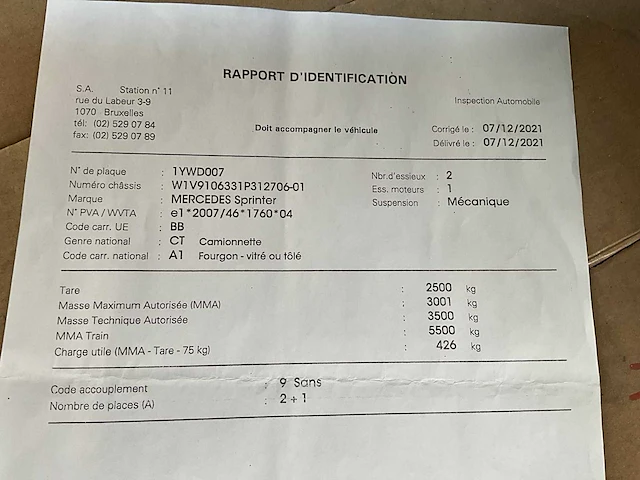 RAPPORT D'IDENTIFICATION
S.A. Station n° 11
rue du Labeur 3-9
1070 Bruxelles
tél: (02) 529 07 84
fax: (02) 529 07 89
Doit accompagner le véhicule
Inspection Automobile
Corrigé le : 07/12/2021
Délivré le : 07/12/2021
N° de plaque : 1YWD007
Numéro châssis : W1V9106331P312706-01
Marque : MERCEDES Sprinter
N° PVA / WVTA : e1*2007/46*1760*04
Code carr. UE : BB
Genre national : CT Camionnette
Code carr. national : A1 Fourgon - vitré ou tôlé
Nbr.d'essieux : 2
Ess. moteurs : 1
Suspension : Mécanique
Tare : 2500 kg
Masse Maximum Autorisée (MMA) : 3001 kg
Masse Technique Autorisée : 3500 kg
MMA Train : 5500 kg
Charge utile (MMA - Tare - 75 kg) : 426 kg
Code accouplement : 9 Sans
Nombre de places (A) : 2 + 1